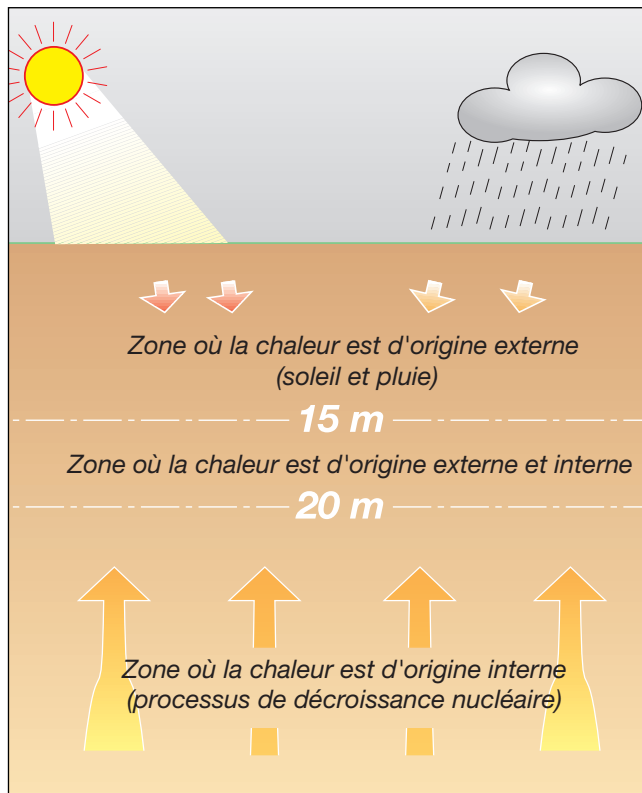 Zone où la chaleur est d'origine externe
(soleil et pluie)
15 m
Zone où la chaleur est d'origine externe et interne
20 m
Zone où la chaleur est d'origine interne
(processus de décroissance nucléaire)